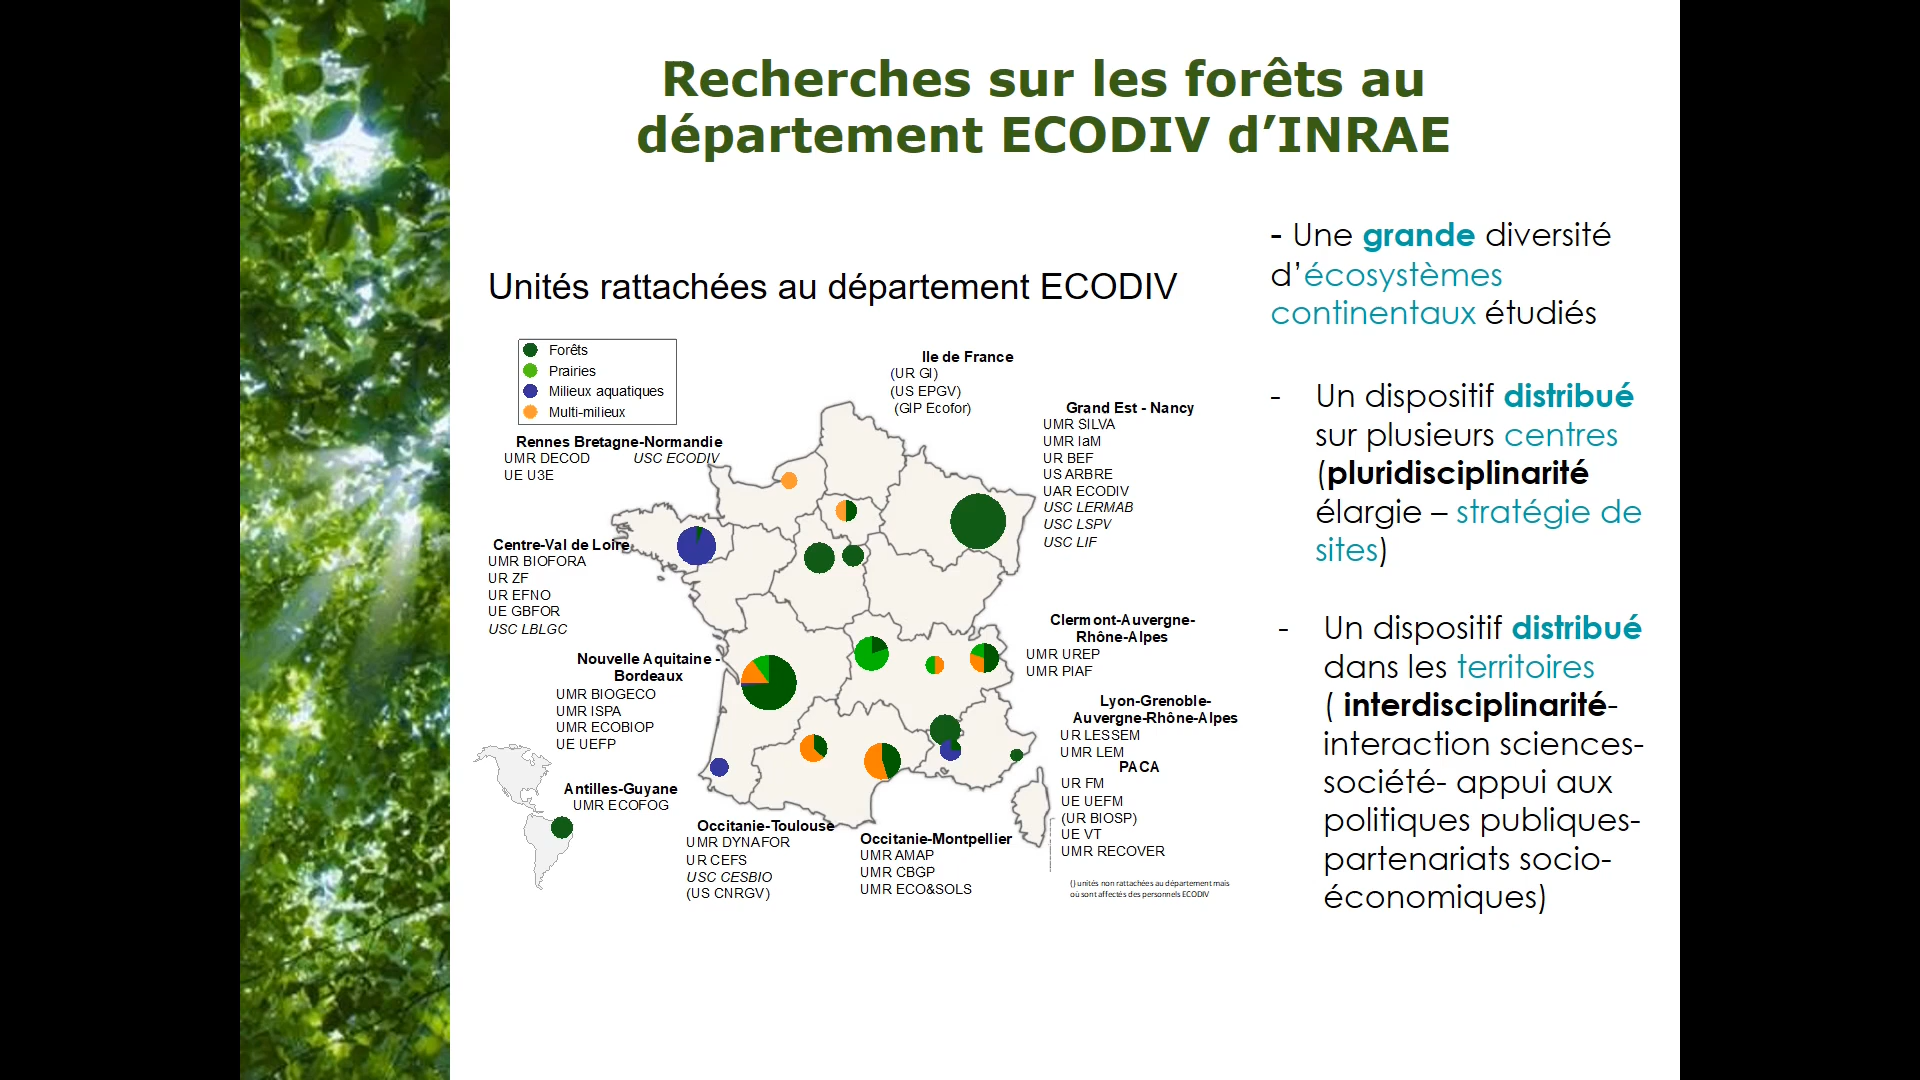 Recherches sur les forêts au
département ECODIV d’INRAE
Unités rattachées au département ECODIV
Forêts
Prairies
Milieux aquatiques
Multi-milieux
Ile de France
(UR GI)
(US EPGV)
(GIP Ecofor)
Grand Est - Nancy
UMR SILVA
UMR IaM
UR BEF
US ARBRE
UAR ECODIV
USC LERMAB
USC LSPV
USC LIF
Rennes Bretagne-Normandie
UMR DECOD USC ECODIV
UE U3E
Centre-Val de Loire
UMR BIOFORA
UR ZF
UR EFNO
UE GBFOR
USC LBLGC
Nouvelle Aquitaine -
Bordeaux
UMR BIOGECO
UMR ISPA
UMR ECOBIOP
UE UEFP
Antilles-Guyane
UMR ECOFOG
Clermont-Auvergne-
Rhône-Alpes
UMR UREP
UMR PIAF
Lyon-Grenoble-
Auvergne-Rhône-Alpes
UR LESSEM
UMR LEM
PACA
UR FM
UE UEFM
(UR BIOSP)
UE VT
UMR RECOVER
Occitanie-Toulouse
UMR DYNAFOR
UR CEFS
USC CESBIO
(US CNRGV)
Occitanie-Montpellier
UMR AMAP
UMR CBGP
UMR ECO&SOLS
() unités non rattachées au département mais
où sont affectés des personnels ECODIV
- Une grande diversité
d’écosystèmes
continentaux étudiés
- Un dispositif distribué
sur plusieurs centres
(pluridisciplinarité
élargie – stratégie de
sites)
- Un dispositif distribué
dans les territoires
( interdisciplinarité-
interaction sciences-
société- appui aux
politiques publiques-
partenariats socio-
économiques)